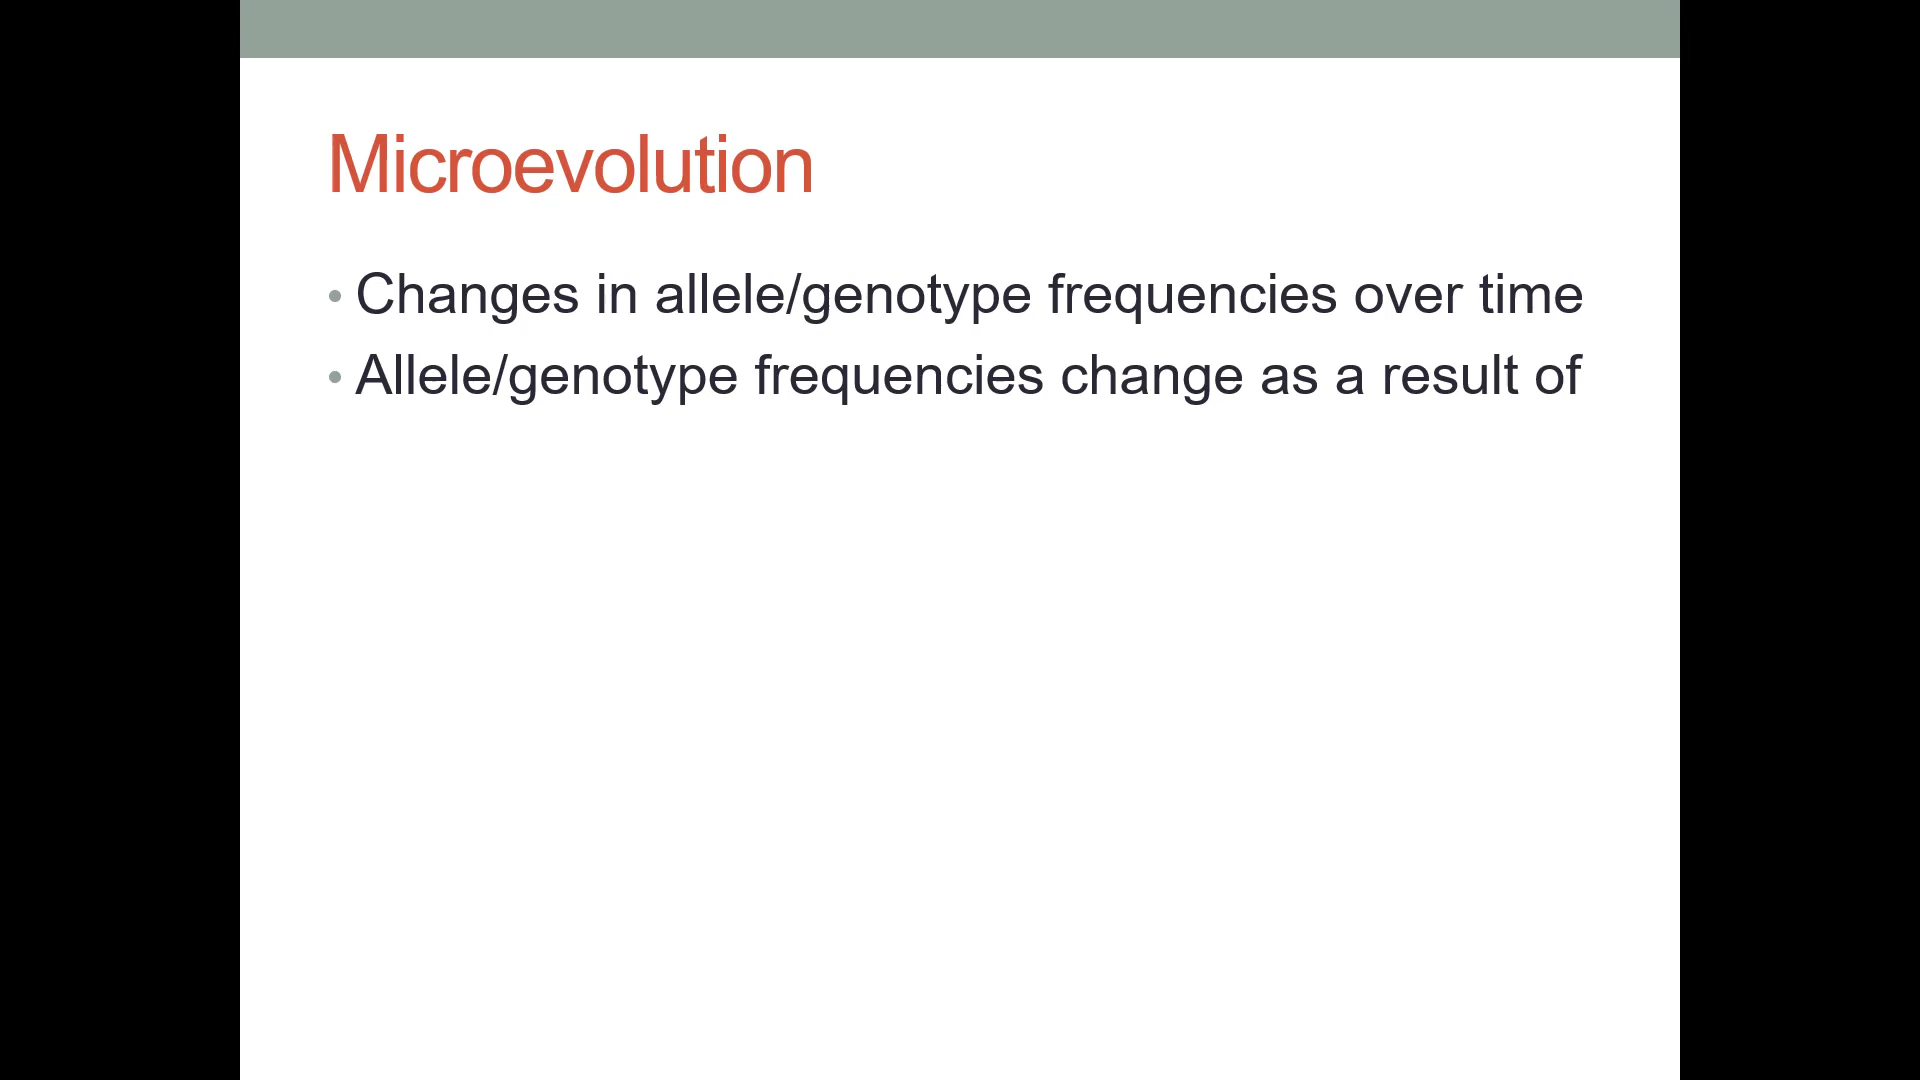 Microevolution
• Changes in allele/genotype frequencies over time
• Allele/genotype frequencies change as a result of